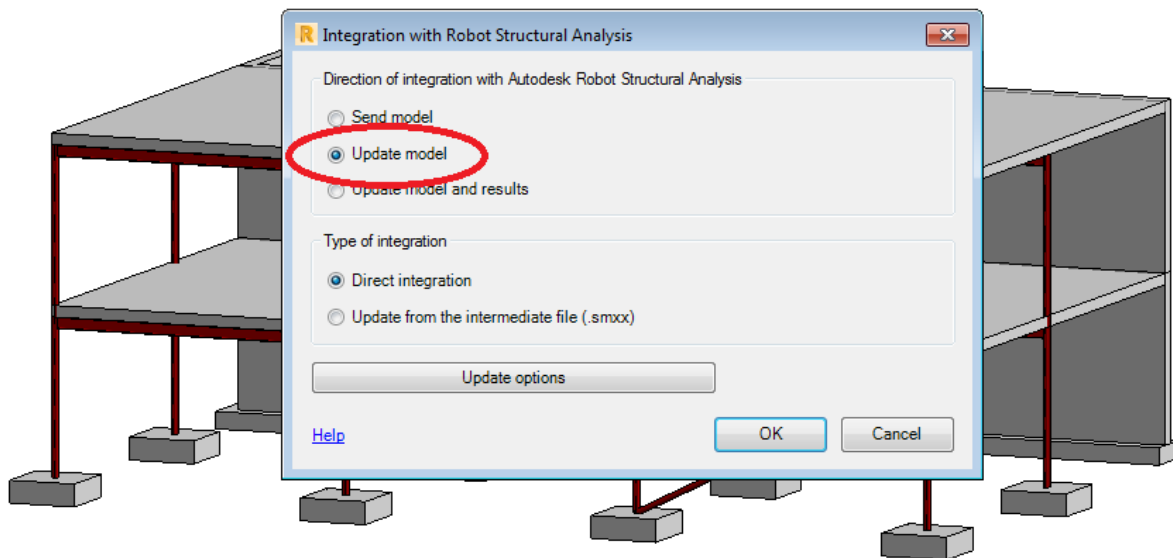 R Integration with Robot Structural Analysis
Direction of integration with Autodesk Robot Structural Analysis
Send model
Update model
Update model and results
Type of integration
Direct integration
Update from the intermediate file (.smxx)
Update options
Help
OK
Cancel